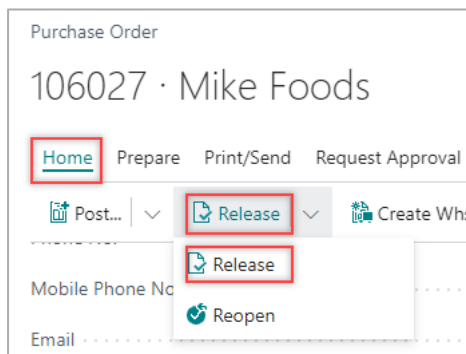 Purchase Order
106027 · Mike Foods
Home Prepare Print/Send Request Approval
Post... Release Create Whs
Release
Mobile Phone No
Reopen
Email